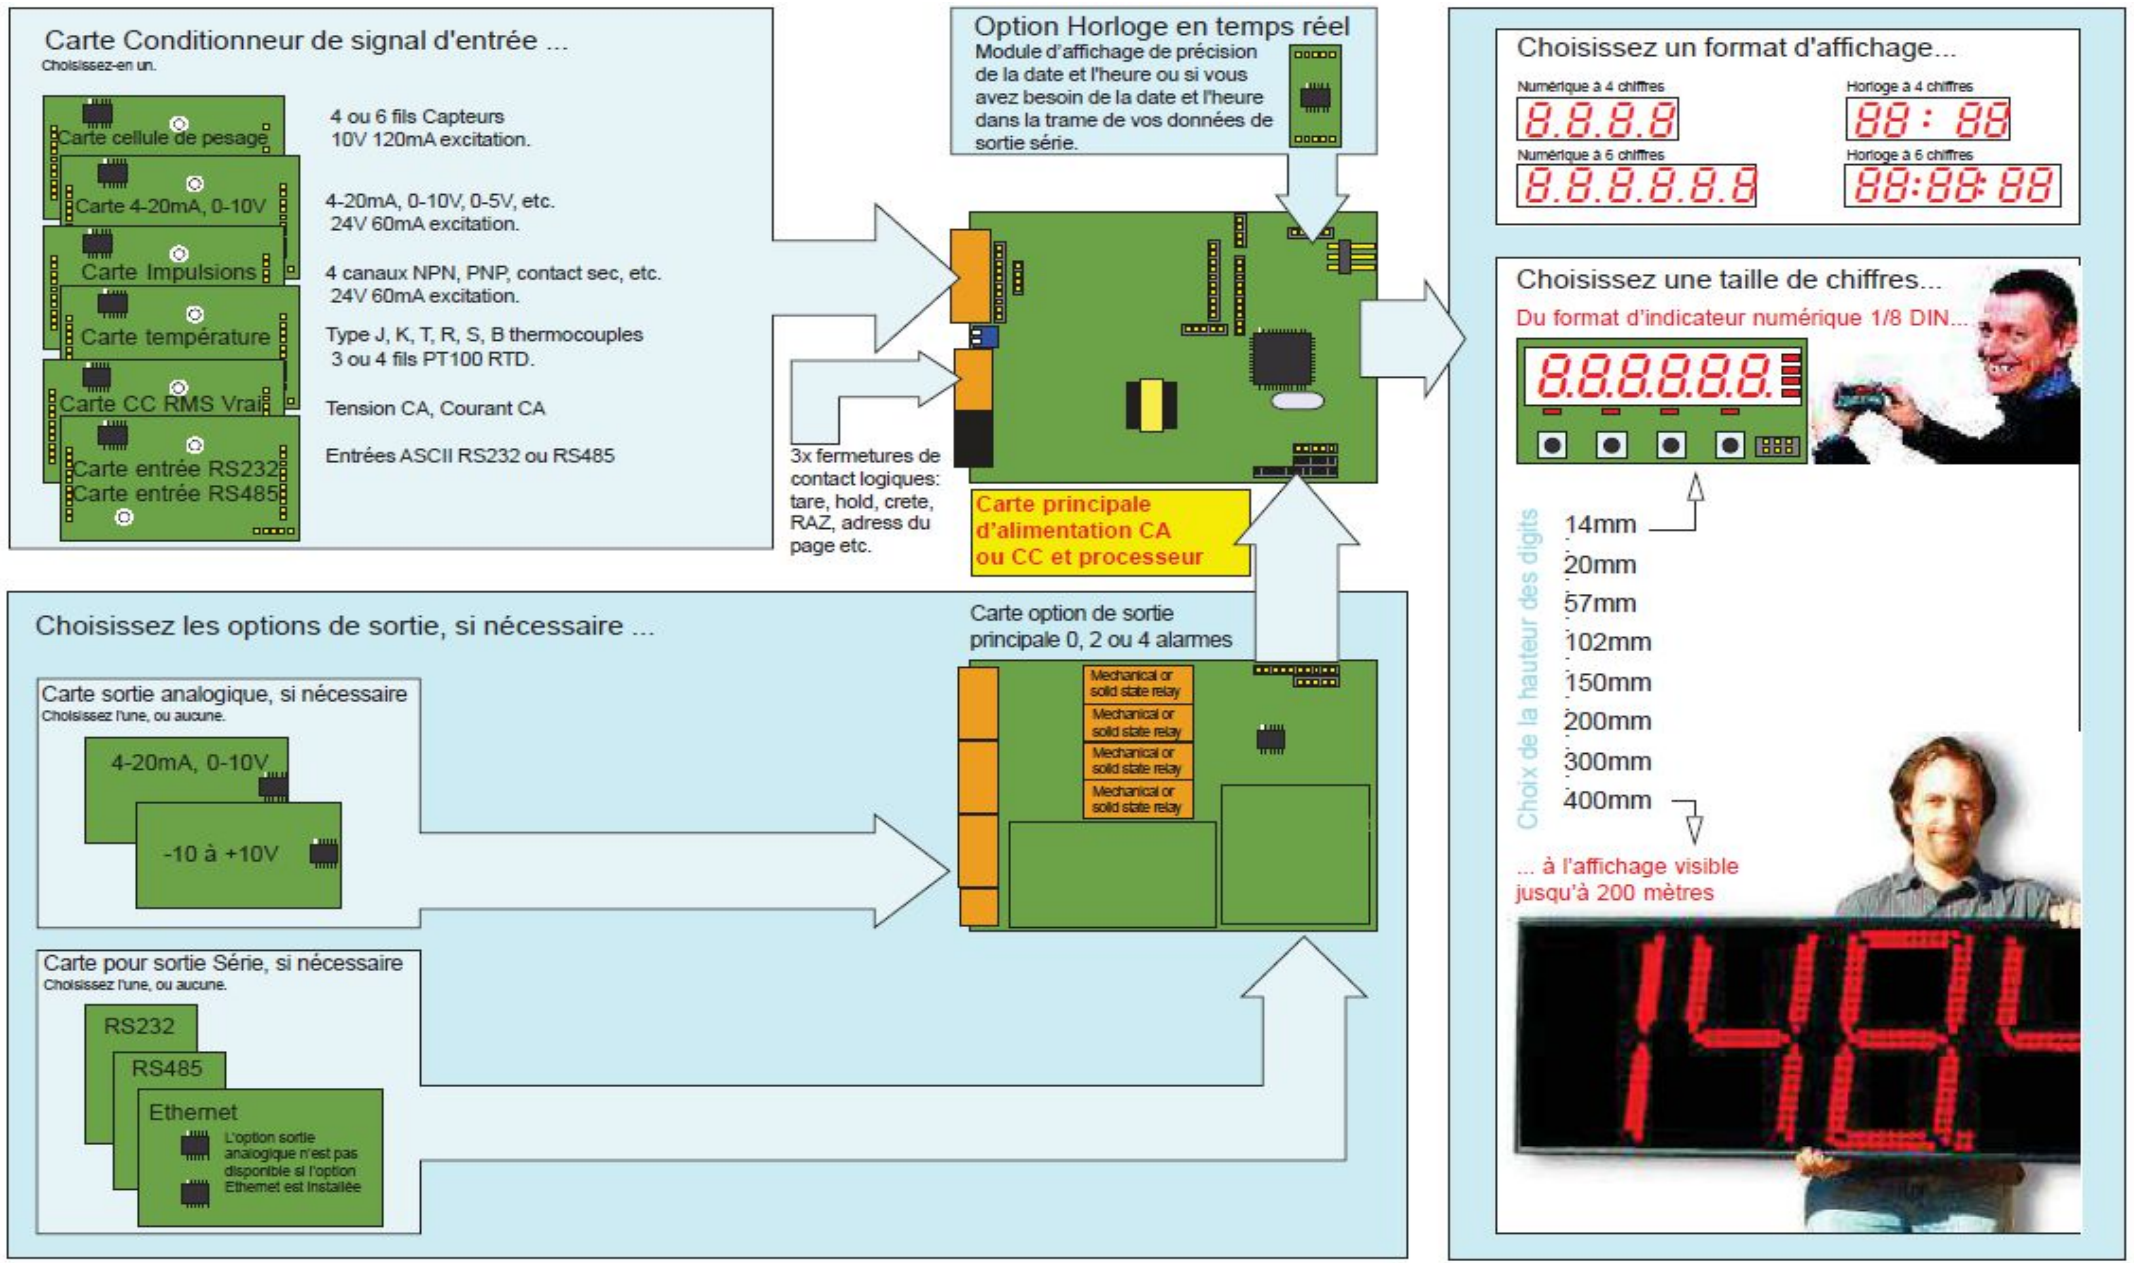 Carte Conditionneur de signal d'entrée ...
Choisissez-en un.
Carte cellule de pesage
4 ou 6 fils Capteurs
10V 120mA excitation.
Carte 4-20mA, 0-10V
4-20mA, 0-10V, 0-5V, etc.
24V 60mA excitation.
Carte Impulsions
4 canaux NPN, PNP, contact sec, etc.
24V 60mA excitation.
Carte température
Type J, K, T, R, S, B thermocouples
3 ou 4 fils PT100 RTD.
Carte CC RMS Vrai
Tension CA, Courant CA
Carte entrée RS232
Carte entrée RS485
Entrées ASCII RS232 ou RS485
3x fermetures de
contact logiques:
tare, hold, crete,
RAZ, adress du
page etc.
Option Horloge en temps réel
Module d'affichage de précision
de la date et l'heure ou si vous
avez besoin de la date et l'heure
dans la trame de vos données de
sortie série.
Carte principale
d'alimentation CA
ou CC et processeur
Choisissez les options de sortie, si nécessaire ...
Carte sortie analogique, si nécessaire
Choisissez l'une, ou aucune.
4-20mA, 0-10V
-10 à +10V
Carte pour sortie Série, si nécessaire
Choisissez l'une, ou aucune.
RS232
RS485
Ethernet
L'option sortie
analogique n'est pas
disponible si l'option
Ethernet est installée
Carte option de sortie
principale 0, 2 ou 4 alarmes
Mechanical or
solid state relay
Mechanical or
solid state relay
Mechanical or
solid state relay
Mechanical or
solid state relay
Choisissez un format d'affichage...
Numérique à 4 chiffres
8.8.8.8
Horloge à 4 chiffres
88:88
Numérique à 6 chiffres
8.8.8.8.8.8
Horloge à 6 chiffres
88:88:88
Choisissez une taille de chiffres...
Du format d'indicateur numérique 1/8 DIN...
8.8.8.8.8.8.
Choix de la hauteur des digits
14mm
20mm
57mm
102mm
150mm
200mm
300mm
400mm
... à l'affichage visible
jusqu'à 200 mètres